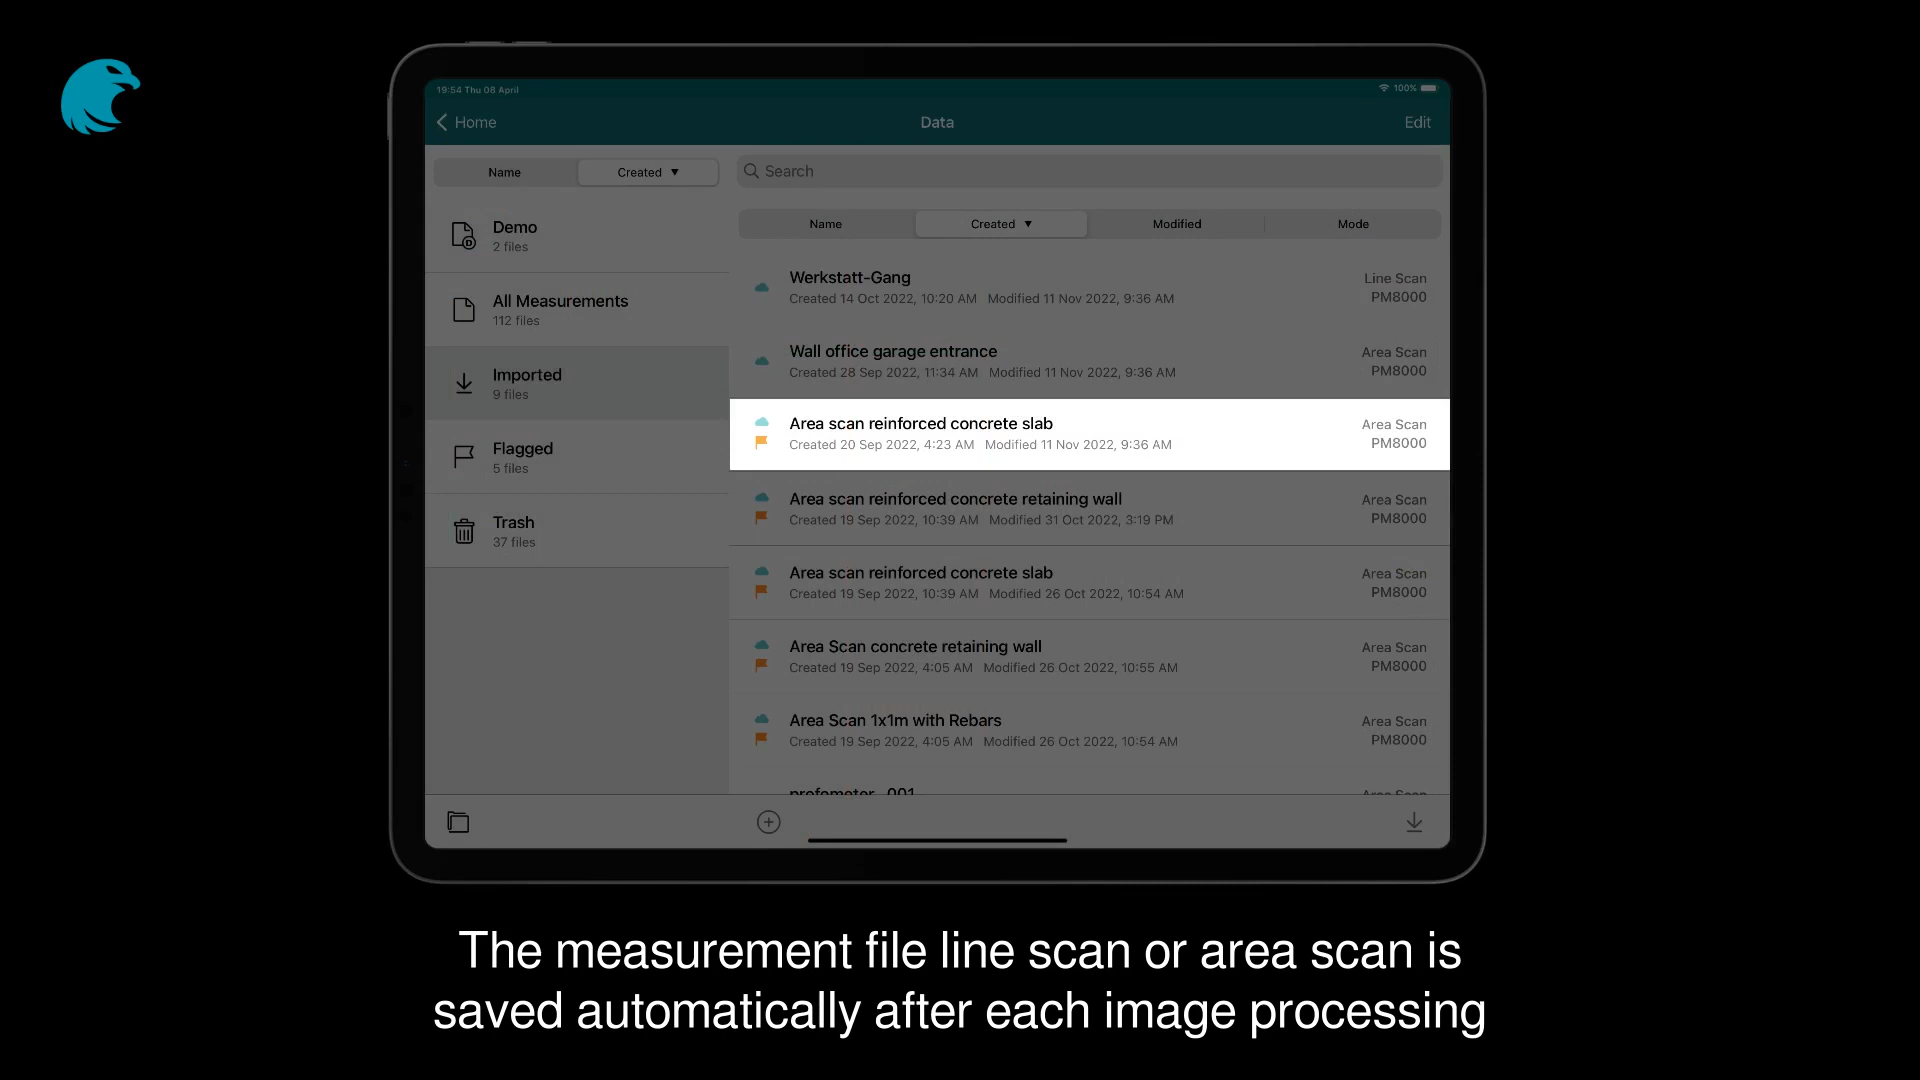 19:54 Thu 08 April
100%
Home
Data
Edit
Name
Created ▼
Search
Demo
2 files
All Measurements
112 files
Imported
9 files
Flagged
5 files
Trash
37 files
Name
Created ▼
Modified
Mode
Werkstatt-Gang
Line Scan
Created 14 Oct 2022, 10:20 AM Modified 11 Nov 2022, 9:36 AM
PM8000
Wall office garage entrance
Area Scan
Created 28 Sep 2022, 11:34 AM Modified 11 Nov 2022, 9:36 AM
PM8000
Area scan reinforced concrete slab
Area Scan
Created 20 Sep 2022, 4:23 AM Modified 11 Nov 2022, 9:36 AM
PM8000
Area scan reinforced concrete retaining wall
Area Scan
Created 19 Sep 2022, 10:39 AM Modified 31 Oct 2022, 3:19 PM
PM8000
Area scan reinforced concrete slab
Area Scan
Created 19 Sep 2022, 10:39 AM Modified 26 Oct 2022, 10:54 AM
PM8000
Area Scan concrete retaining wall
Area Scan
Created 19 Sep 2022, 4:05 AM Modified 26 Oct 2022, 10:55 AM
PM8000
Area Scan 1x1m with Rebars
Area Scan
Created 19 Sep 2022, 4:05 AM Modified 26 Oct 2022, 10:54 AM
PM8000
profometer_001
Area Scan
The measurement file line scan or area scan is
saved automatically after each image processing